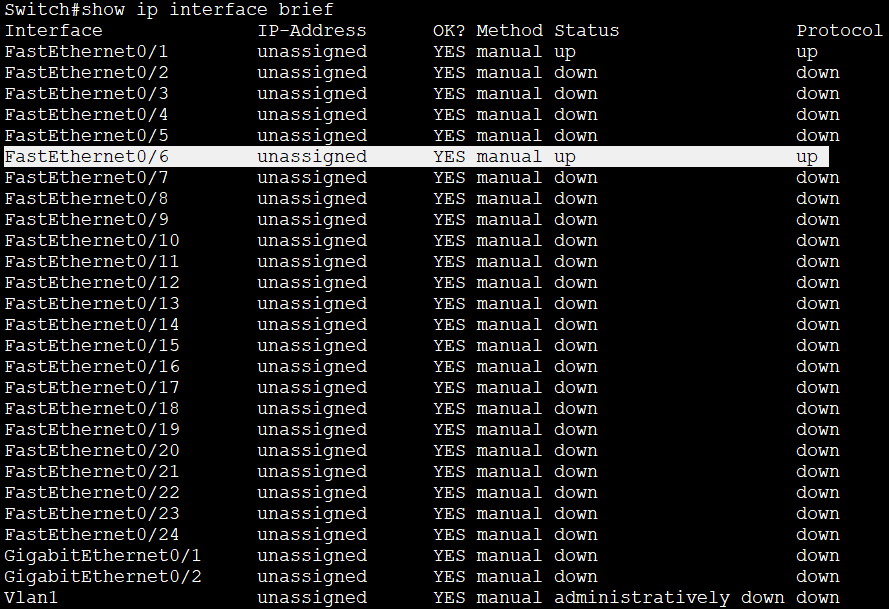 Switch#show ip interface brief
Interface              IP-Address      OK? Method Status                Protocol
FastEthernet0/1        unassigned      YES manual up                    up
FastEthernet0/2        unassigned      YES manual down                  down
FastEthernet0/3        unassigned      YES manual down                  down
FastEthernet0/4        unassigned      YES manual down                  down
FastEthernet0/5        unassigned      YES manual down                  down
FastEthernet0/6        unassigned      YES manual up                    up
FastEthernet0/7        unassigned      YES manual down                  down
FastEthernet0/8        unassigned      YES manual down                  down
FastEthernet0/9        unassigned      YES manual down                  down
FastEthernet0/10       unassigned      YES manual down                  down
FastEthernet0/11       unassigned      YES manual down                  down
FastEthernet0/12       unassigned      YES manual down                  down
FastEthernet0/13       unassigned      YES manual down                  down
FastEthernet0/14       unassigned      YES manual down                  down
FastEthernet0/15       unassigned      YES manual down                  down
FastEthernet0/16       unassigned      YES manual down                  down
FastEthernet0/17       unassigned      YES manual down                  down
FastEthernet0/18       unassigned      YES manual down                  down
FastEthernet0/19       unassigned      YES manual down                  down
FastEthernet0/20       unassigned      YES manual down                  down
FastEthernet0/21       unassigned      YES manual down                  down
FastEthernet0/22       unassigned      YES manual down                  down
FastEthernet0/23       unassigned      YES manual down                  down
FastEthernet0/24       unassigned      YES manual down                  down
GigabitEthernet0/1     unassigned      YES manual down                  down
GigabitEthernet0/2     unassigned      YES manual down                  down
Vlan1                  unassigned      YES manual administratively down down